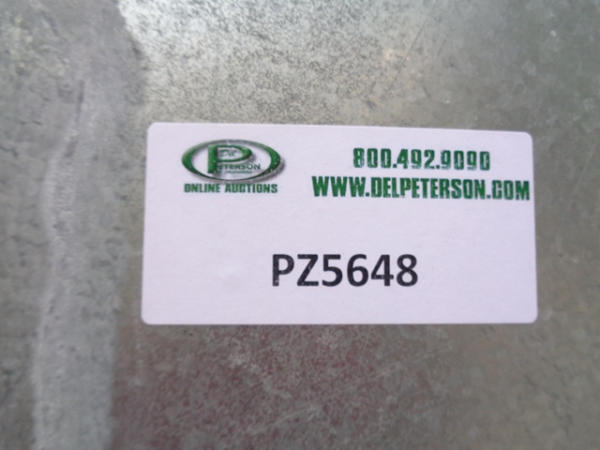 PETERSON
ONLINE AUCTIONS
800.492.9090
WWW.DELPETERSON.COM
PZ5648